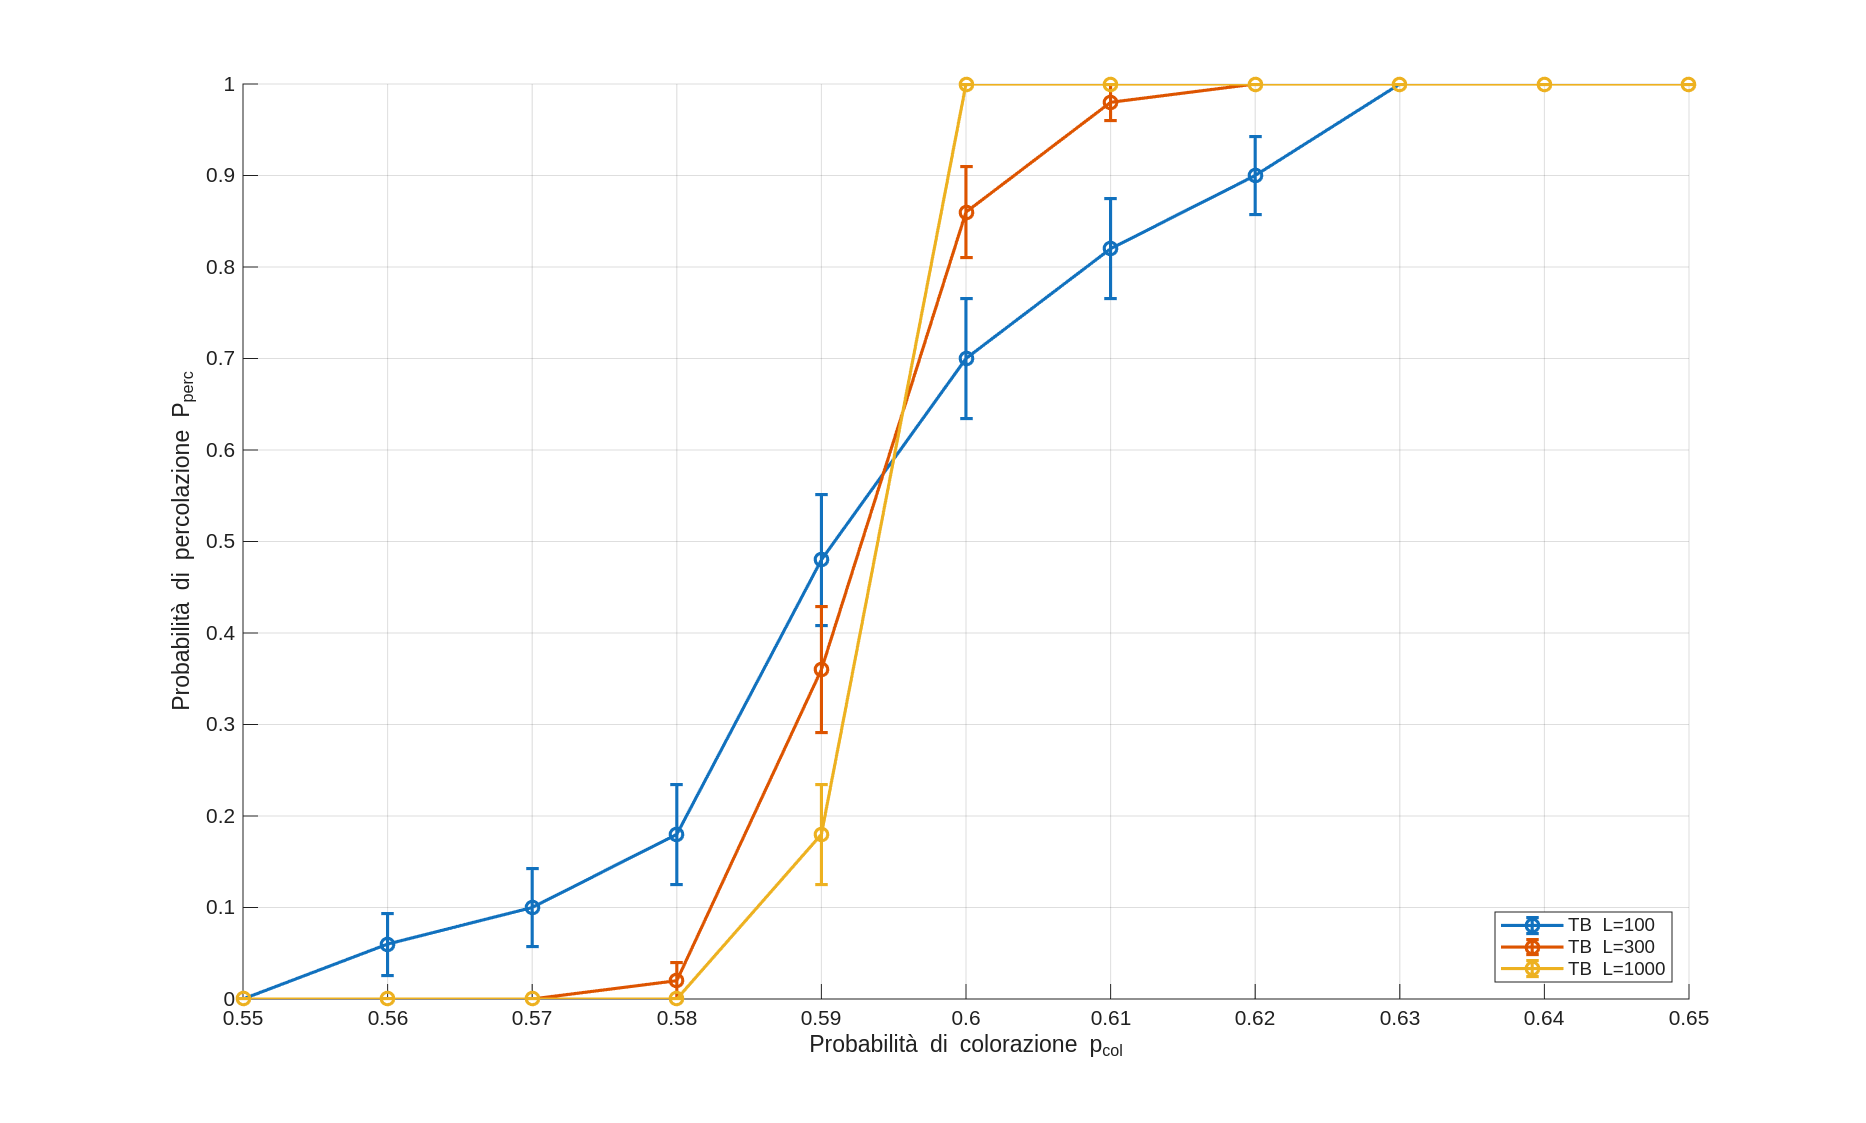 1
0.9
0.8
0.7
0.6
0.5
0.4
0.3
0.2
0.1
0
Probabilità di percolazione Pperc
0.55 0.56 0.57 0.58 0.59 0.6 0.61 0.62 0.63 0.64 0.65
Probabilità di colorazione pcol
TB L=100
TB L=300
TB L=1000